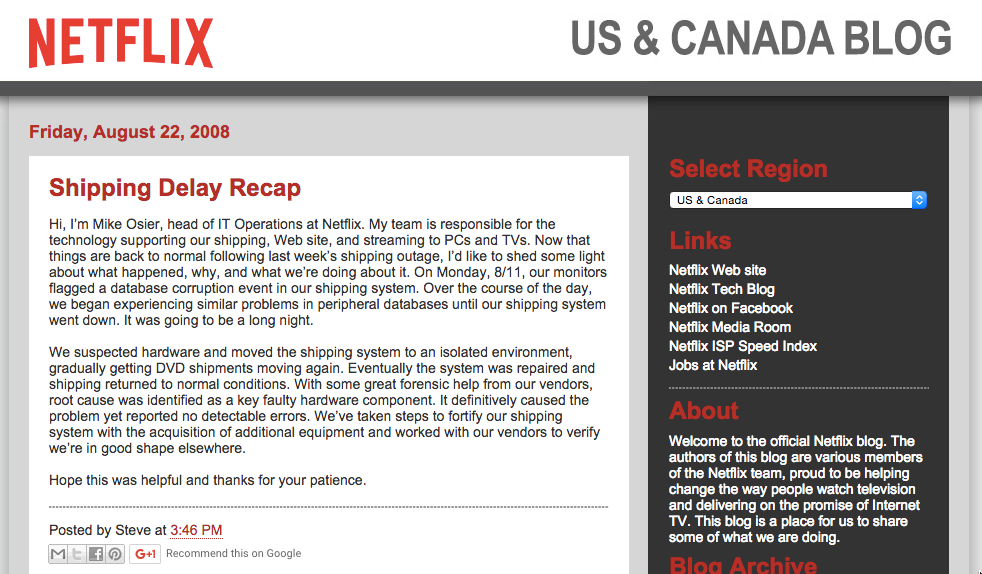 NETFLIX
US & CANADA BLOG
Friday, August 22, 2008
Shipping Delay Recap
Hi, I'm Mike Osier, head of IT Operations at Netflix. My team is responsible for the
technology supporting our shipping, Web site, and streaming to PCs and TVs. Now that
things are back to normal following last week's shipping outage, I'd like to shed some light
about what happened, why, and what we're doing about it. On Monday, 8/11, our monitors
flagged a database corruption event in our shipping system. Over the course of the day,
we began experiencing similar problems in peripheral databases until our shipping system
went down. It was going to be a long night.
We suspected hardware and moved the shipping system to an isolated environment,
gradually getting DVD shipments moving again. Eventually the system was repaired and
shipping returned to normal conditions. With some great forensic help from our vendors,
root cause was identified as a key faulty hardware component. It definitively caused the
problem yet reported no detectable errors. We've taken steps to fortify our shipping
system with the acquisition of additional equipment and worked with our vendors to verify
we're in good shape elsewhere.
Hope this was helpful and thanks for your patience.
Posted by Steve at 3:46 PM
G+1 Recommend this on Google
Select Region
US & Canada
Links
Netflix Web site
Netflix Tech Blog
Netflix on Facebook
Netflix Media Room
Netflix ISP Speed Index
Jobs at Netflix
About
Welcome to the official Netflix blog. The
authors of this blog are various members
of the Netflix team, proud to be helping
change the way people watch television
and delivering on the promise of Internet
TV. This blog is a place for us to share
some of what we are doing.
Blog Archive